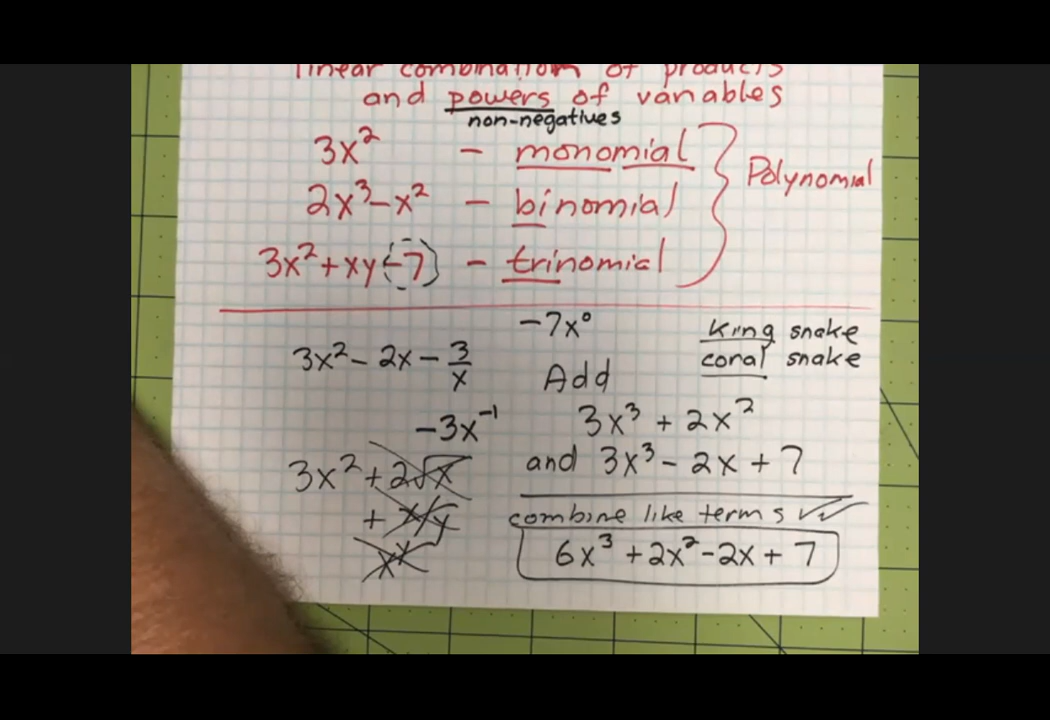 linear combination of products
and powers of variables
non-negatives
3x² - monomial
2x³-x² - binomial
3x²+xy(-7) - trinomial
Polynomial
-7x⁰
king snake
coral snake
3x²- 2x - 3/x
-3x⁻¹
3x² + 2√x
+ x/y
Add
3x³ + 2x²
and 3x³ - 2x + 7
combine like terms
6x³ + 2x² - 2x + 7